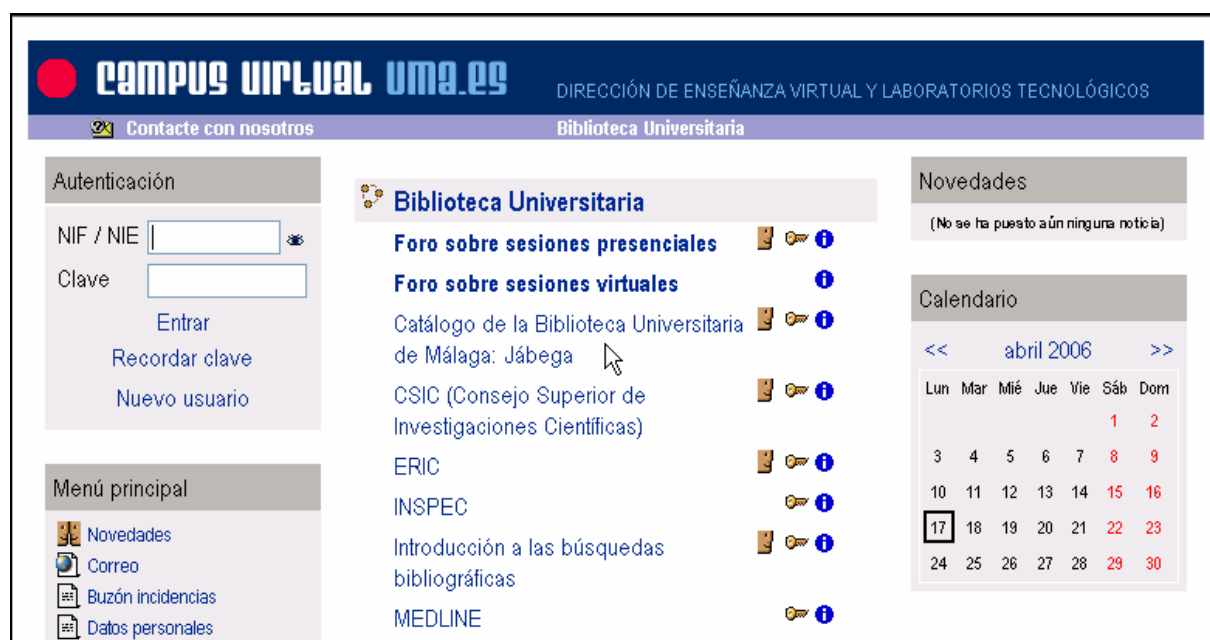 campus virtual uma.es
DIRECCIÓN DE ENSEÑANZA VIRTUAL Y LABORATORIOS TECNOLÓGICOS
Contacte con nosotros
Biblioteca Universitaria
Autenticación
NIF / NIE
Clave
Entrar
Recordar clave
Nuevo usuario
Menú principal
Novedades
Correo
Buzón incidencias
Datos personales
Biblioteca Universitaria
Foro sobre sesiones presenciales
Foro sobre sesiones virtuales
Catálogo de la Biblioteca Universitaria
de Málaga: Jábega
CSIC (Consejo Superior de
Investigaciones Científicas)
ERIC
INSPEC
Introducción a las búsquedas
bibliográficas
MEDLINE
Novedades
(No se ha puesto aún ninguna noticia)
Calendario
<< abril 2006 >>
Lun Mar Mié Jue Vie Sáb Dom
1 2
3 4 5 6 7 8 9
10 11 12 13 14 15 16
17 18 19 20 21 22 23
24 25 26 27 28 29 30